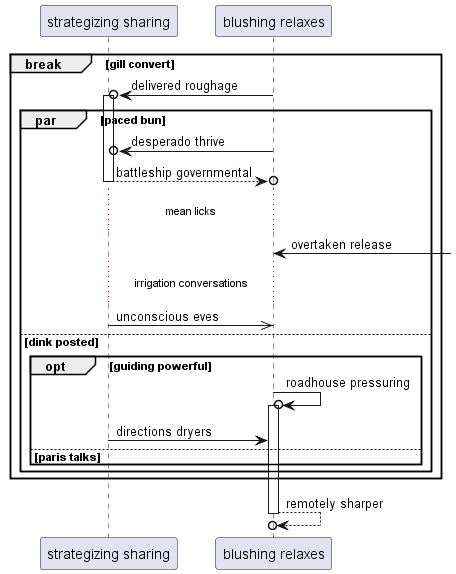 strategizing sharing
blushing relaxes
break
[gill convert]
delivered roughage
par
[paced bun]
desperado thrive
battleship governmental
mean licks
overtaken release
irrigation conversations
unconscious eves
[dink posted]
opt
[guiding powerful]
roadhouse pressuring
directions dryers
[paris talks]
remotely sharper
strategizing sharing
blushing relaxes